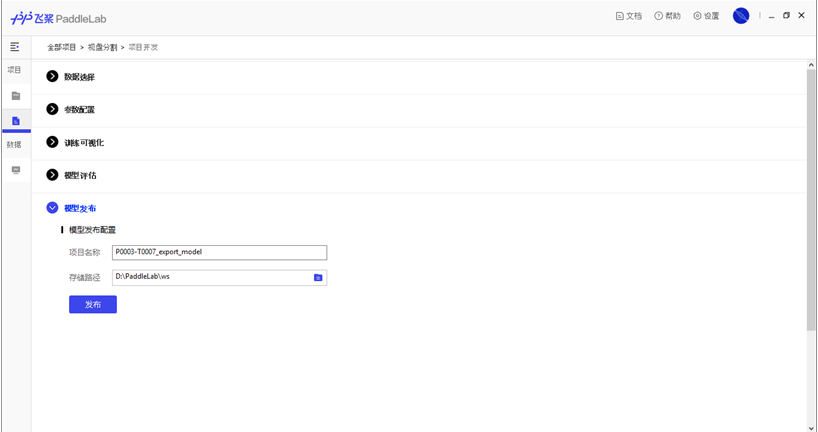 飞桨 PaddleLab
文档 帮助 设置
全部项目 > 视盘分割 > 项目开发
项目
数据选择
参数配置
训练可视化
数据
模型评估
模型发布
模型发布配置
项目名称 P0003-T0007_export_model
存储路径 D:\PaddleLab\ws
发布